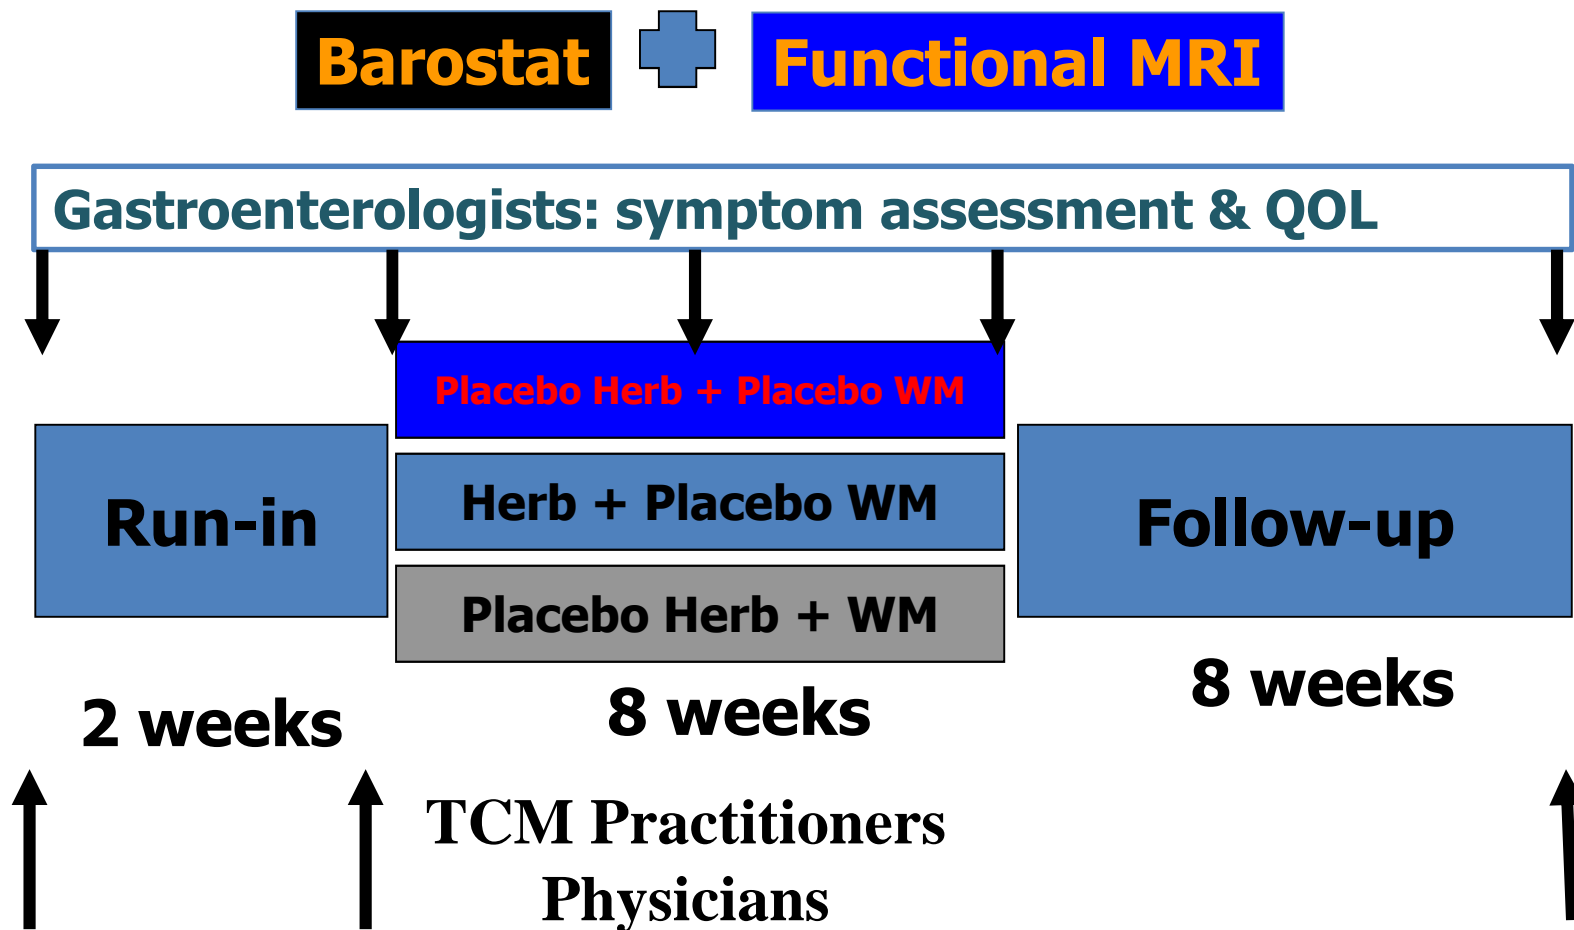 Barostat
Functional MRI
Gastroenterologists: symptom assessment & QOL
Placebo Herb + Placebo WM
Run-in
Herb + Placebo WM
Follow-up
Placebo Herb + WM
2 weeks
8 weeks
8 weeks
TCM Practitioners
Physicians